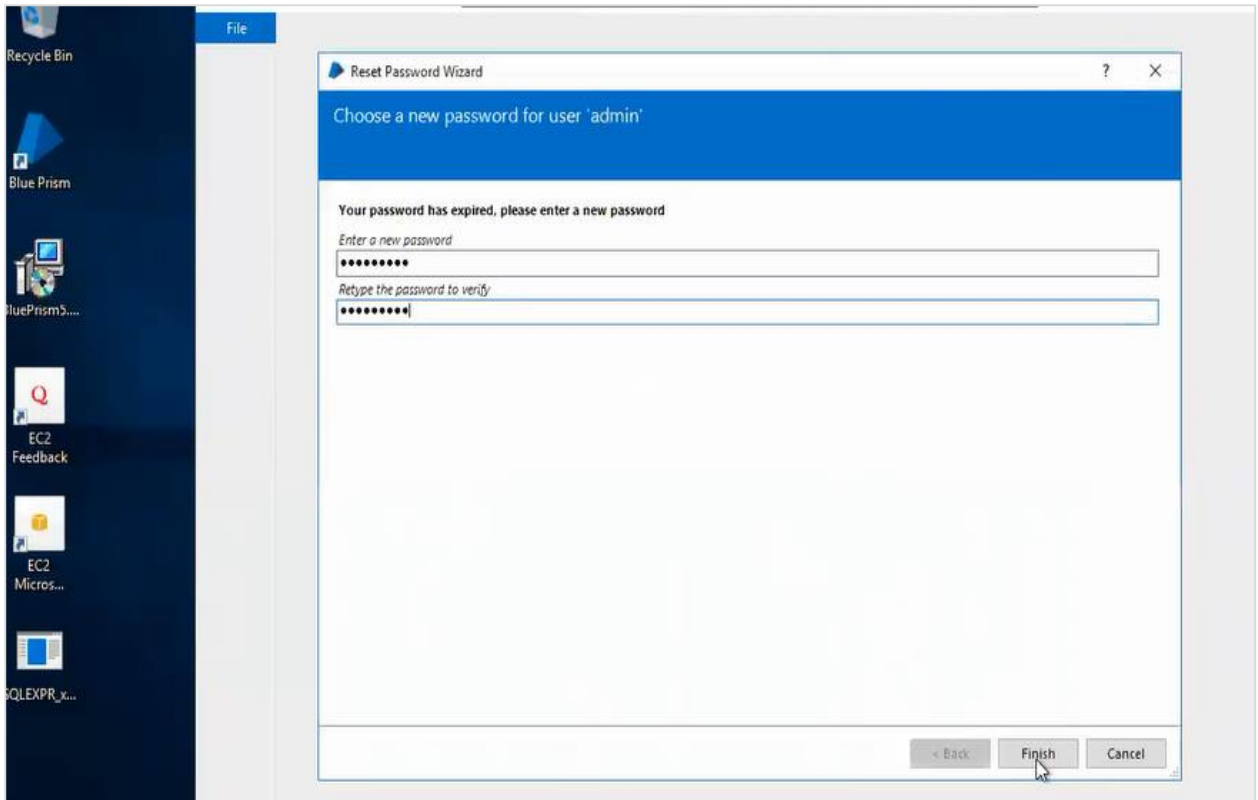 Recycle Bin
File
Reset Password Wizard
?
Choose a new password for user 'admin'
Blue Prism
Your password has expired, please enter a new password
Enter a new password
•••••••••
Retype the password to verify
•••••••••
luePrism5....
Q
EC2
Feedback
EC2
Micros...
SQLEXPR_x...
< Back
Finish
Cancel